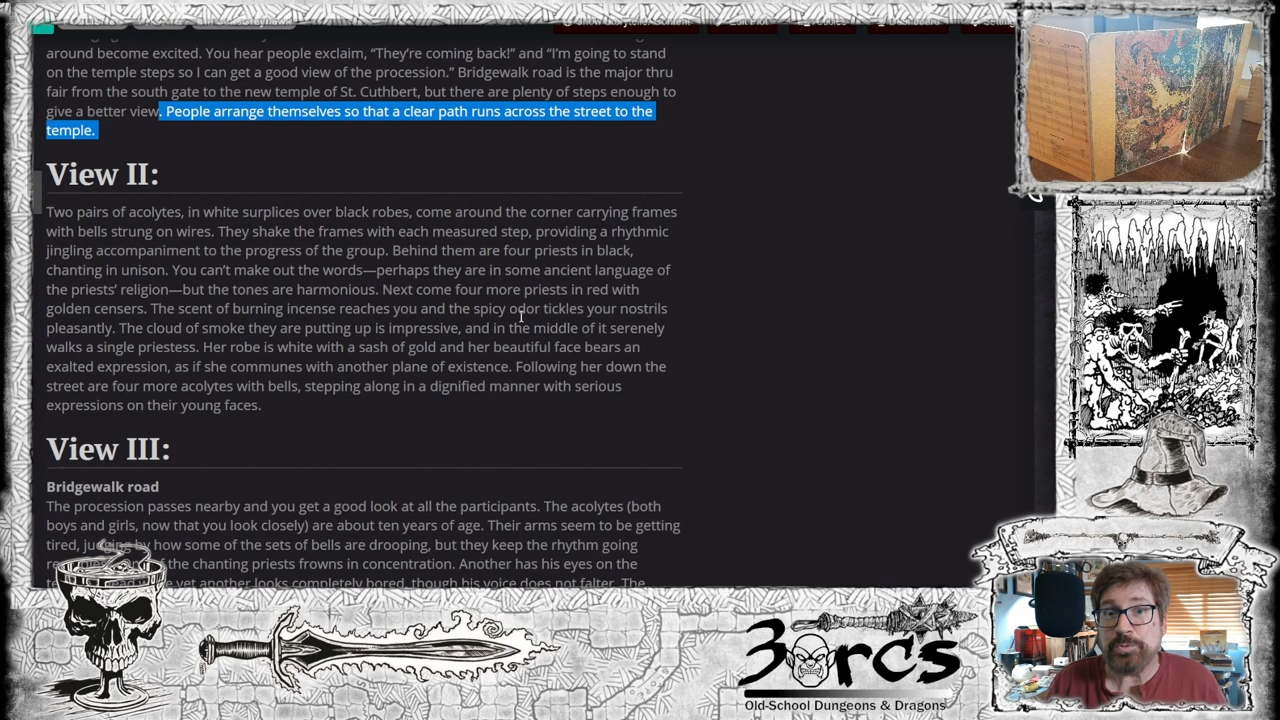 around become excited. You hear people exclaim, “They’re coming back!” and “I’m going to stand
on the temple steps so I can get a good view of the procession.” Bridgewalk road is the major thru
fair from the south gate to the new temple of St. Cuthbert, but there are plenty of steps enough to
give a better view. People arrange themselves so that a clear path runs across the street to the
temple.
View II:
Two pairs of acolytes, in white surplices over black robes, come around the corner carrying frames
with bells strung on wires. They shake the frames with each measured step, providing a rhythmic
jingling accompaniment to the progress of the group. Behind them are four priests in black,
chanting in unison. You can’t make out the words—perhaps they are in some ancient language of
the priests’ religion—but the tones are harmonious. Next come four more priests in red with
golden censers. The scent of burning incense reaches you and the spicy odor tickles your nostrils
pleasantly. The cloud of smoke they are putting up is impressive, and in the middle of it serenely
walks a single priestess. Her robe is white with a sash of gold and her beautiful face bears an
exalted expression, as if she communes with another plane of existence. Following her down the
street are four more acolytes with bells, stepping along in a dignified manner with serious
expressions on their young faces.
View III:
Bridgewalk road
The procession passes nearby and you get a good look at all the participants. The acolytes (both
boys and girls, now that you look closely) are about ten years of age. Their arms seem to be getting
tired, judging by how some of the sets of bells are drooping, but they keep the rhythm going
the chanting priests frowns in concentration. Another has his eyes on the
yet another looks completely bored, though his voice does not falter. The
3 orcs
Old-School Dungeons & Dragons